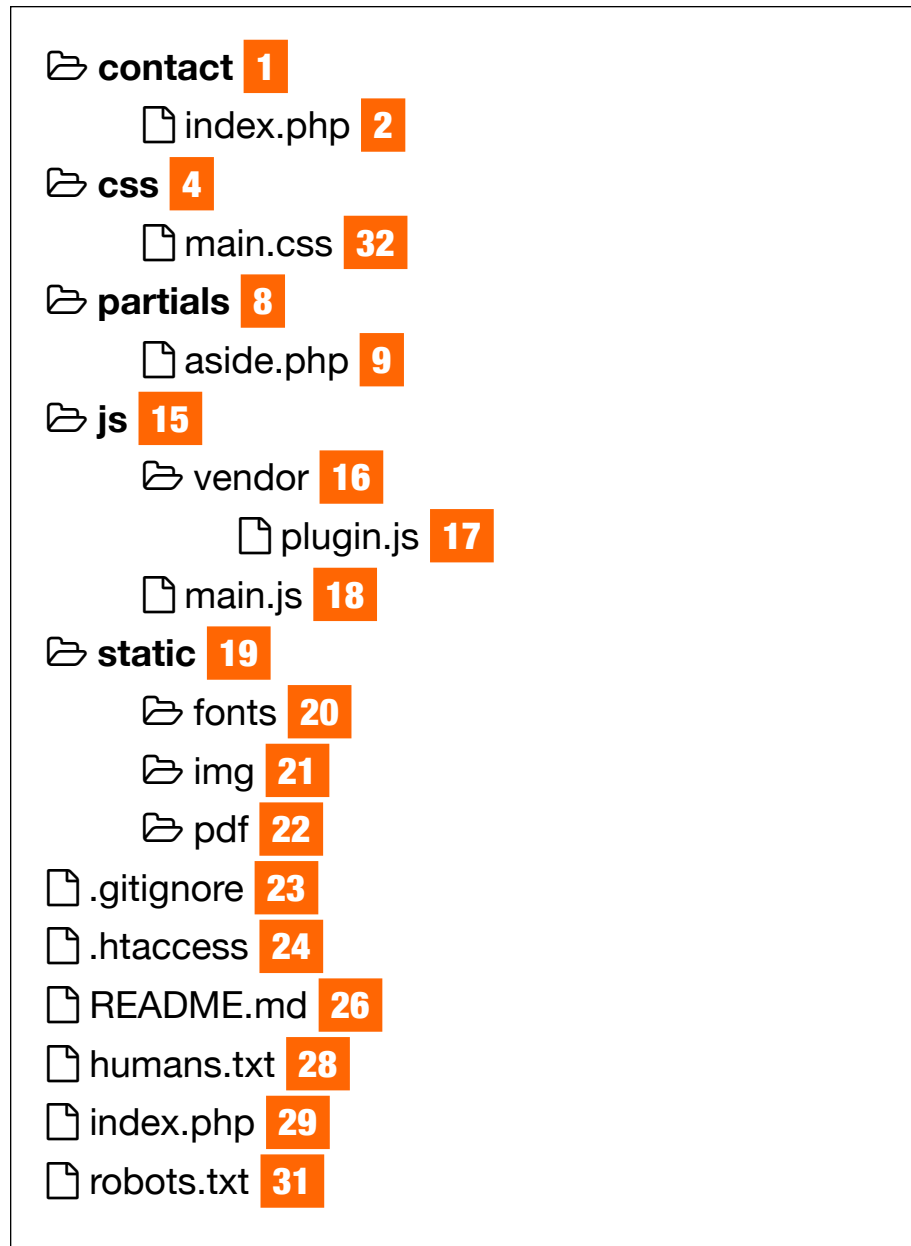 contact 1
index.php 2
css 4
main.css 32
partials 8
aside.php 9
js 15
vendor 16
plugin.js 17
main.js 18
static 19
fonts 20
img 21
pdf 22
.gitignore 23
.htaccess 24
README.md 26
humans.txt 28
index.php 29
robots.txt 31